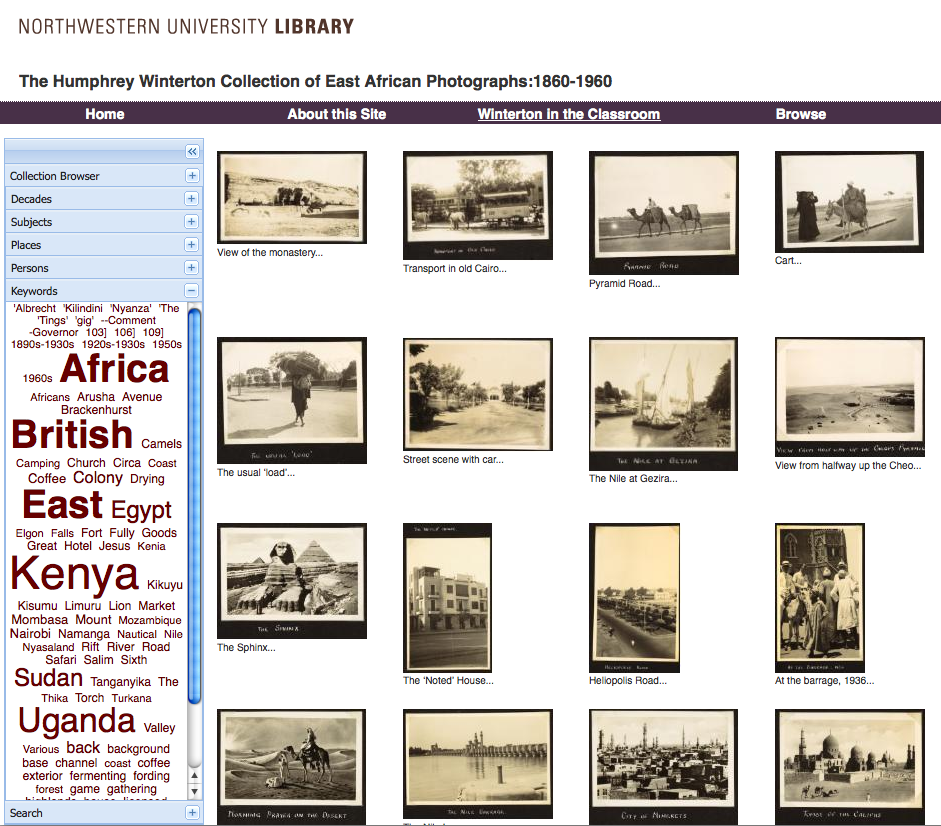 NORTHWESTERN UNIVERSITY LIBRARY
The Humphrey Winterton Collection of East African Photographs:1860-1960
Home About this Site Winterton in the Classroom Browse
Collection Browser
Decades
Subjects
Places
Persons
Keywords
'Albrecht 'Kilindini 'Nyanza' 'The
'Tings' 'gig' --Comment
-Governor 103] 106] 109]
1890s-1930s 1920s-1930s 1950s
1960s Africa
Africans Arusha Avenue
Brackenhurst
British Camels
Camping Church Circa Coast
Coffee Colony Drying
East Egypt
Elgon Falls Fort Fully Goods
Great Hotel Jesus Kenia
Kenya Kikuyu
Kisumu Limuru Lion Market
Mombasa Mount Mozambique
Nairobi Namanga Nautical Nile
Nyasaland Rift River Road
Safari Salim Sixth
Sudan Tanganyika The
Thika Torch Turkana
Uganda Valley
Various back background
base channel coast coffee
exterior fermenting fording
forest game gathering
highlands house licensed
Search
View of the monastery...
TRANSPORT IN OLD CAIRO
Transport in old Cairo...
PYRAMID ROAD
Pyramid Road...
Cart...
THE USUAL 'LOAD'
The usual 'load'...
Street scene with car...
THE NILE AT GEZIRA
The Nile at Gezira...
VIEW FROM HALF WAY UP THE CHEOPS PYRAMID
View from halfway up the Cheo...
THE SPHINX
The Sphinx...
THE 'NOTED' HOUSE
The 'Noted' House...
HELIOPOLIS ROAD
Heliopolis Road...
AT THE BARRAGE, 1936
At the barrage, 1936...
MORNING PRAYER ON THE DESERT
THE NILE BARRAGE
CITY OF MINARETS
TOMBS OF THE CALIPHS